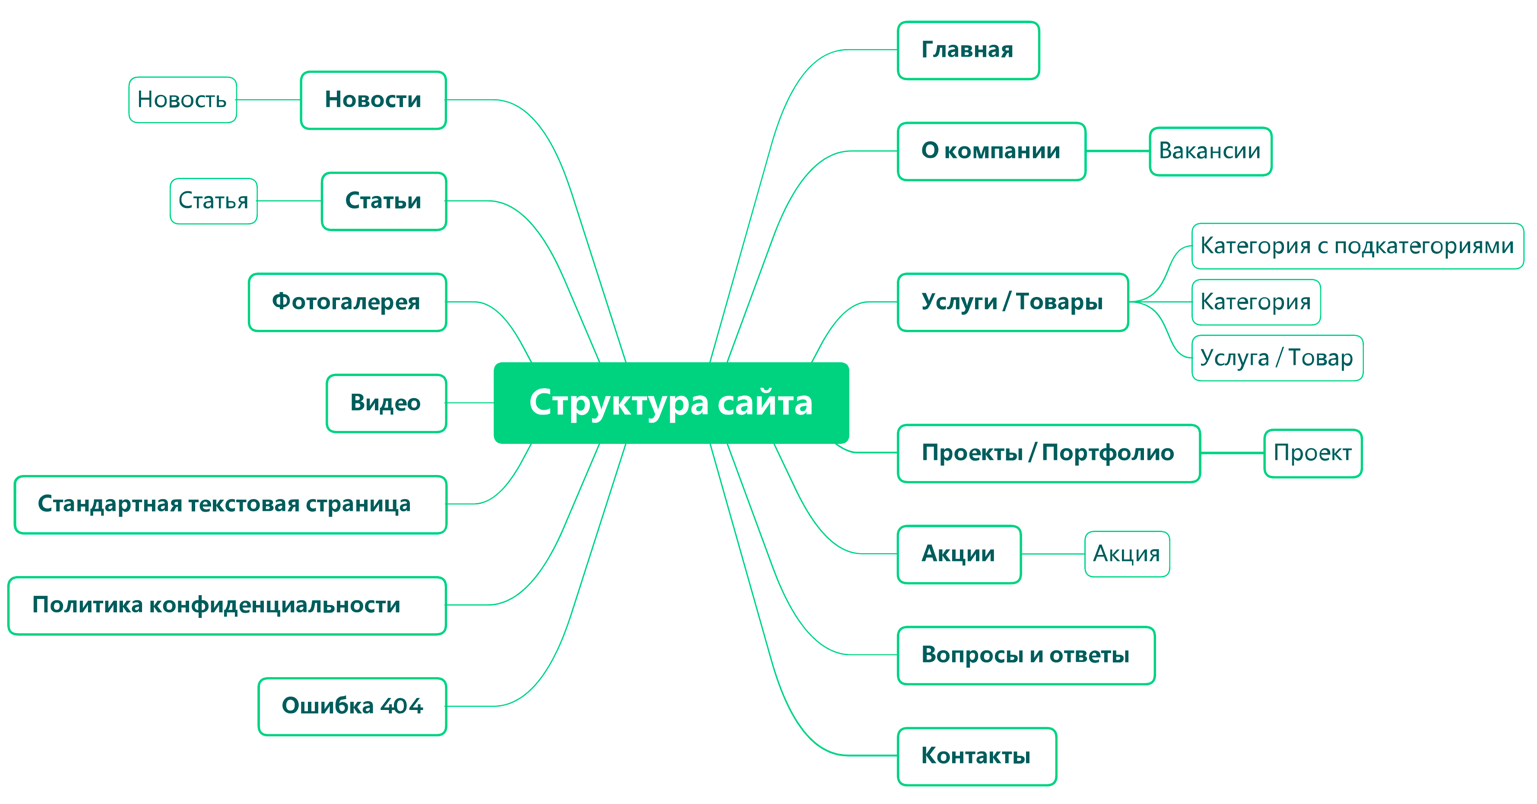 Структура сайта
Главная
О компании
Вакансии
Услуги / Товары
Категория с подкатегориями
Категория
Услуга / Товар
Проекты / Портфолио
Проект
Акции
Акция
Вопросы и ответы
Контакты
Новости
Новость
Статьи
Статья
Фотогалерея
Видео
Стандартная текстовая страница
Политика конфиденциальности
Ошибка 404